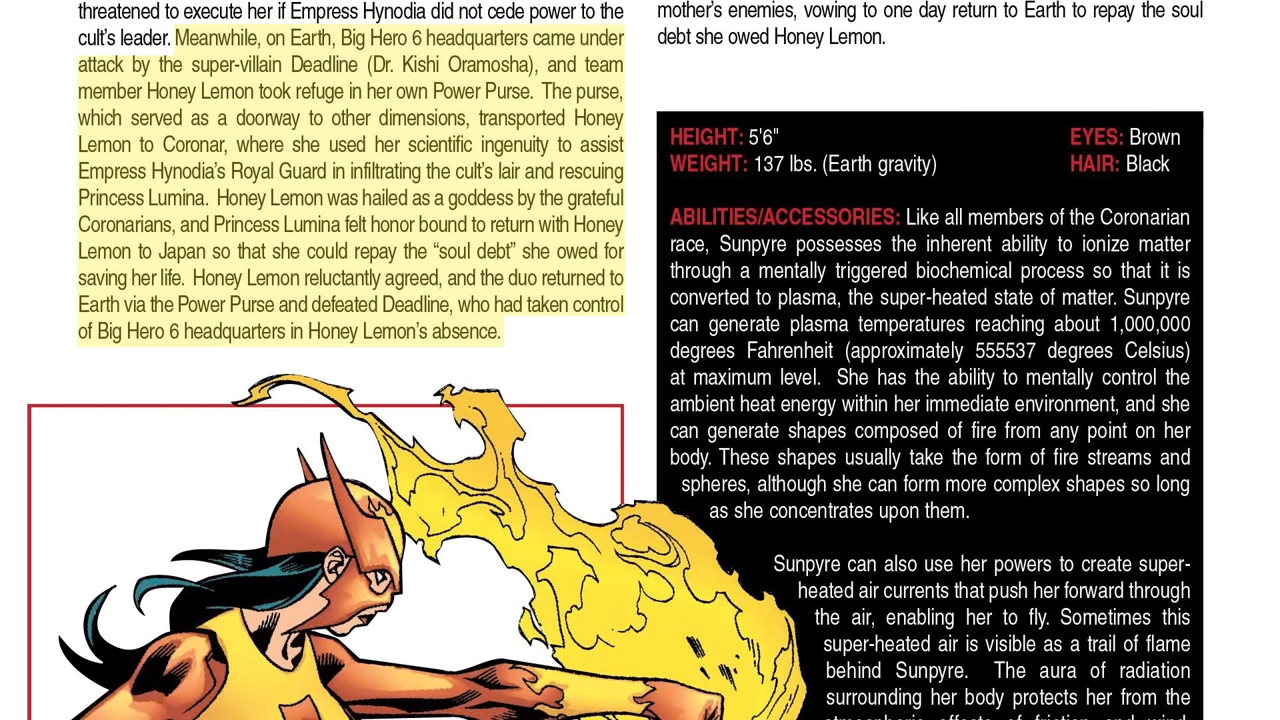 threatened to execute her if Empress Hynodia did not cede power to the
cult's leader. Meanwhile, on Earth, Big Hero 6 headquarters came under
attack by the super-villain Deadline (Dr. Kishi Oramosha), and team
member Honey Lemon took refuge in her own Power Purse. The purse,
which served as a doorway to other dimensions, transported Honey
Lemon to Coronar, where she used her scientific ingenuity to assist
Empress Hynodia's Royal Guard in infiltrating the cult's lair and rescuing
Princess Lumina. Honey Lemon was hailed as a goddess by the grateful
Coronarians, and Princess Lumina felt honor bound to return with Honey
Lemon to Japan so that she could repay the “soul debt” she owed for
saving her life. Honey Lemon reluctantly agreed, and the duo returned to
Earth via the Power Purse and defeated Deadline, who had taken control
of Big Hero 6 headquarters in Honey Lemon's absence.
mother's enemies, vowing to one day return to Earth to repay the soul
debt she owed Honey Lemon.
HEIGHT: 5'6" EYES: Brown
WEIGHT: 137 lbs. (Earth gravity) HAIR: Black
ABILITIES/ACCESSORIES: Like all members of the Coronarian
race, Sunpyre possesses the inherent ability to ionize matter
through a mentally triggered biochemical process so that it is
converted to plasma, the super-heated state of matter. Sunpyre
can generate plasma temperatures reaching about 1,000,000
degrees Fahrenheit (approximately 555537 degrees Celsius)
at maximum level. She has the ability to mentally control the
ambient heat energy within her immediate environment, and she
can generate shapes composed of fire from any point on her
body. These shapes usually take the form of fire streams and
spheres, although she can form more complex shapes so long
as she concentrates upon them.
Sunpyre can also use her powers to create super-
heated air currents that push her forward through
the air, enabling her to fly. Sometimes this
super-heated air is visible as a trail of flame
behind Sunpyre. The aura of radiation
surrounding her body protects her from the